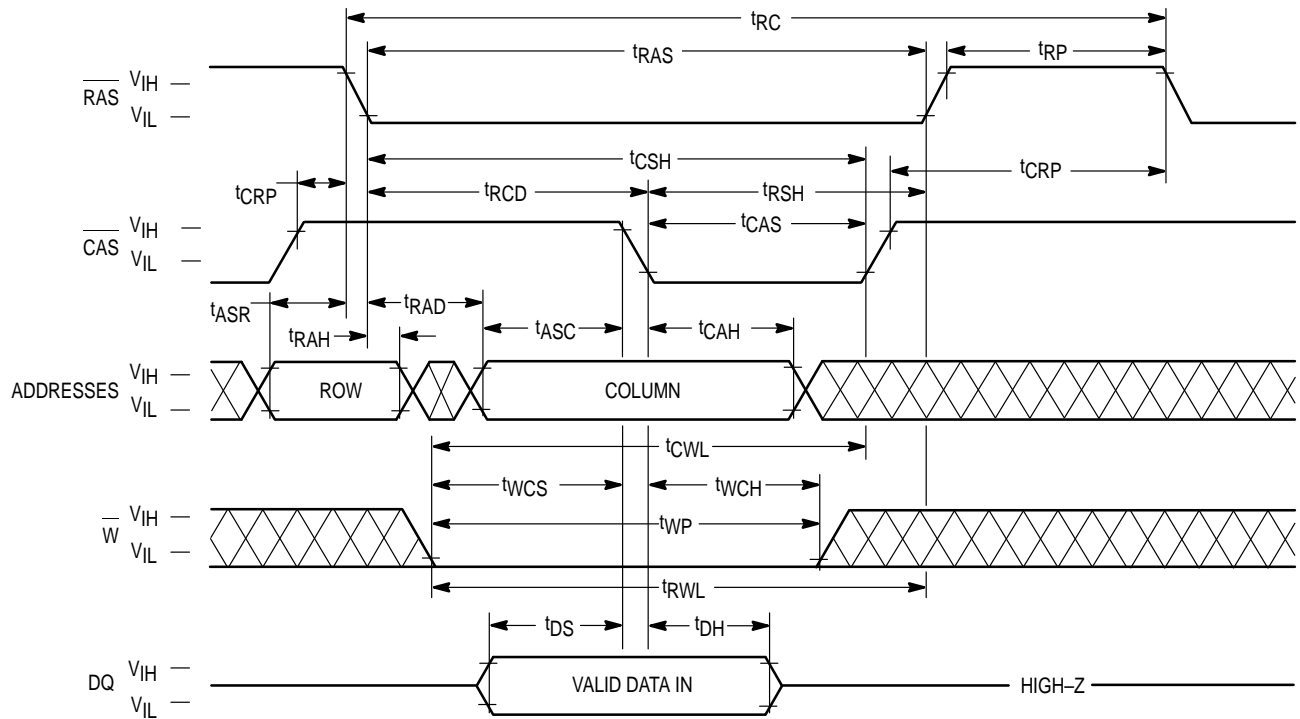 tRC
tRAS
tRP
RAS
VIH
VIL
tCSH
tCRP
tCRP
tRCD
tRSH
tCAS
CAS
VIH
VIL
tASR
tRAD
tRAH
tASC
tCAH
ADDRESSES
VIH
VIL
ROW
COLUMN
tCWL
tWCS
tWCH
W
VIH
VIL
tWP
tRWL
tDS
tDH
DQ
VIH
VIL
VALID DATA IN
HIGH–Z